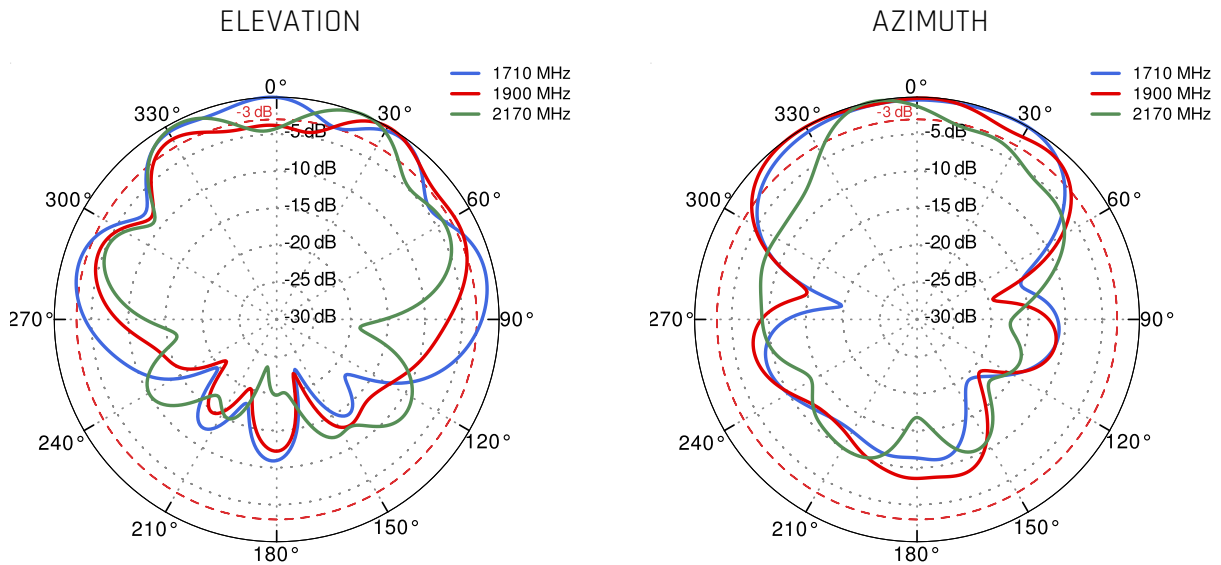 ELEVATION
1710 MHz
1900 MHz
2170 MHz
0°
330°
30°
-3 dB
-5 dB
-10 dB
300°
60°
-15 dB
-20 dB
-25 dB
270°
-30 dB
90°
240°
120°
210°
150°
180°
AZIMUTH
1710 MHz
1900 MHz
2170 MHz
0°
330°
30°
-3 dB
-5 dB
-10 dB
300°
60°
-15 dB
-20 dB
-25 dB
270°
-30 dB
90°
240°
120°
210°
150°
180°